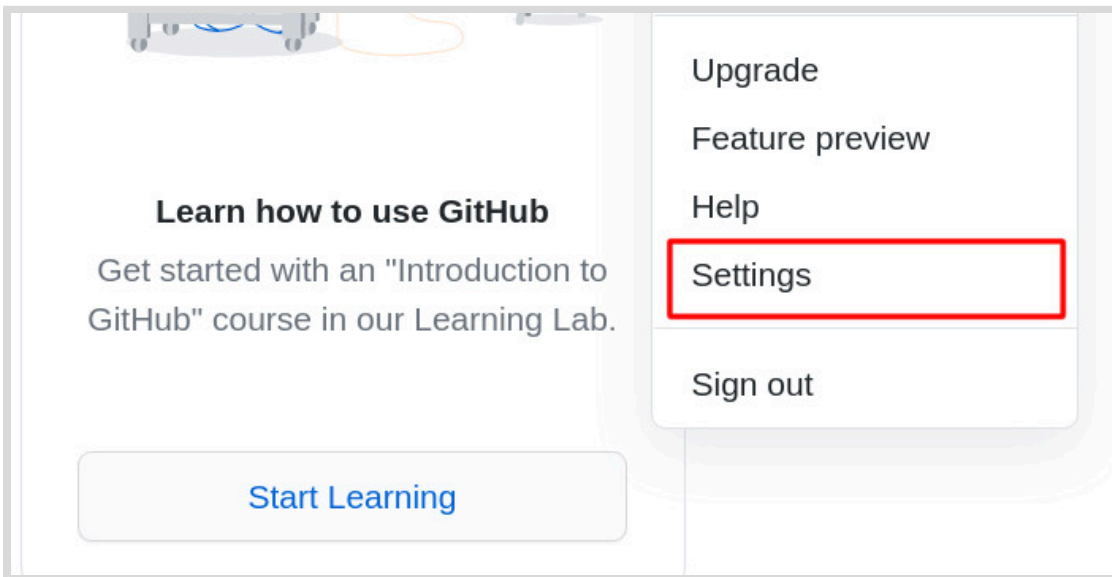 Upgrade
Feature preview
Help
Settings
Sign out
Learn how to use GitHub
Get started with an "Introduction to
GitHub" course in our Learning Lab.
Start Learning